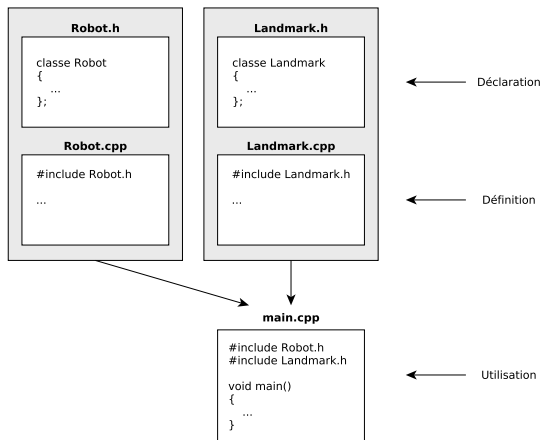 Robot.h
classe Robot
{
...
};
Robot.cpp
#include Robot.h
...
Landmark.h
classe Landmark
{
...
};
Landmark.cpp
#include Landmark.h
...
Déclaration
Définition
main.cpp
#include Robot.h
#include Landmark.h
void main()
{
...
}
Utilisation